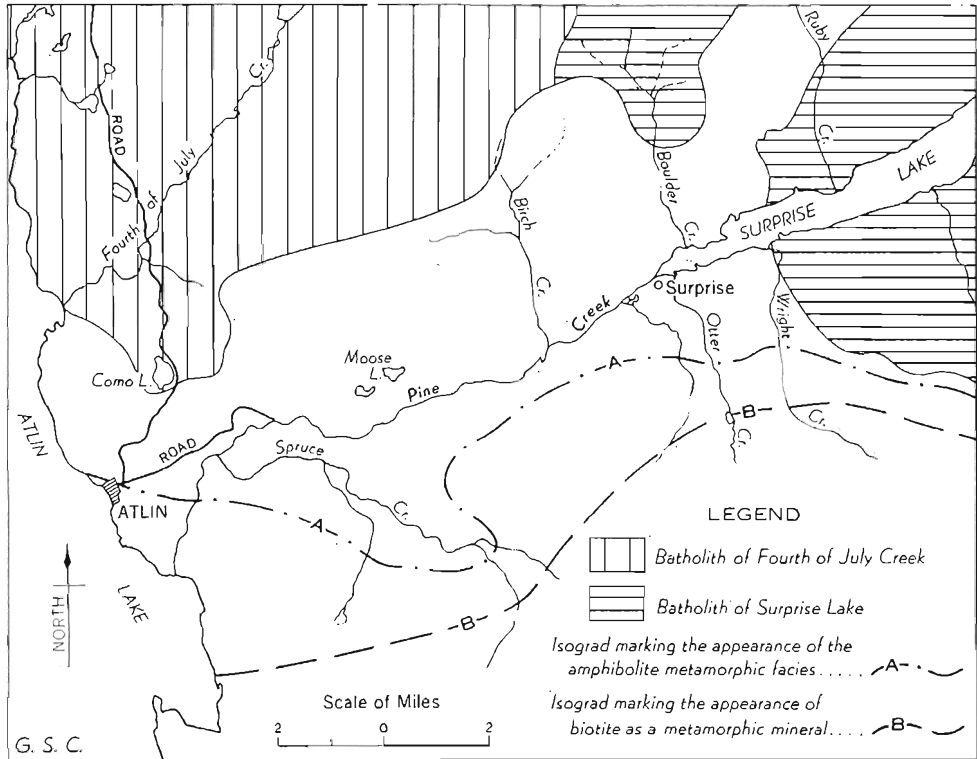 Ruby
Cr.
Cr.
ROAD
July
of
Fourth
Boulder
Cr.
LAKE
SURPRISE
Birch
Cr.
Surprise
Creek
Wright
Cr.
Otter
Cr.
A
Moose
L.
Como L.
Pine
B
ATLIN
ROAD
Spruce
Cr.
ATLIN
A
LAKE
NORTH
B
LEGEND
Batholith of Fourth of July Creek
Batholith of Surprise Lake
Isograd marking the appearance of the
amphibolite metamorphic facies..... A
Isograd marking the appearance of
biotite as a metamorphic mineral.... B
Scale of Miles
2 0 2
G. S. C.